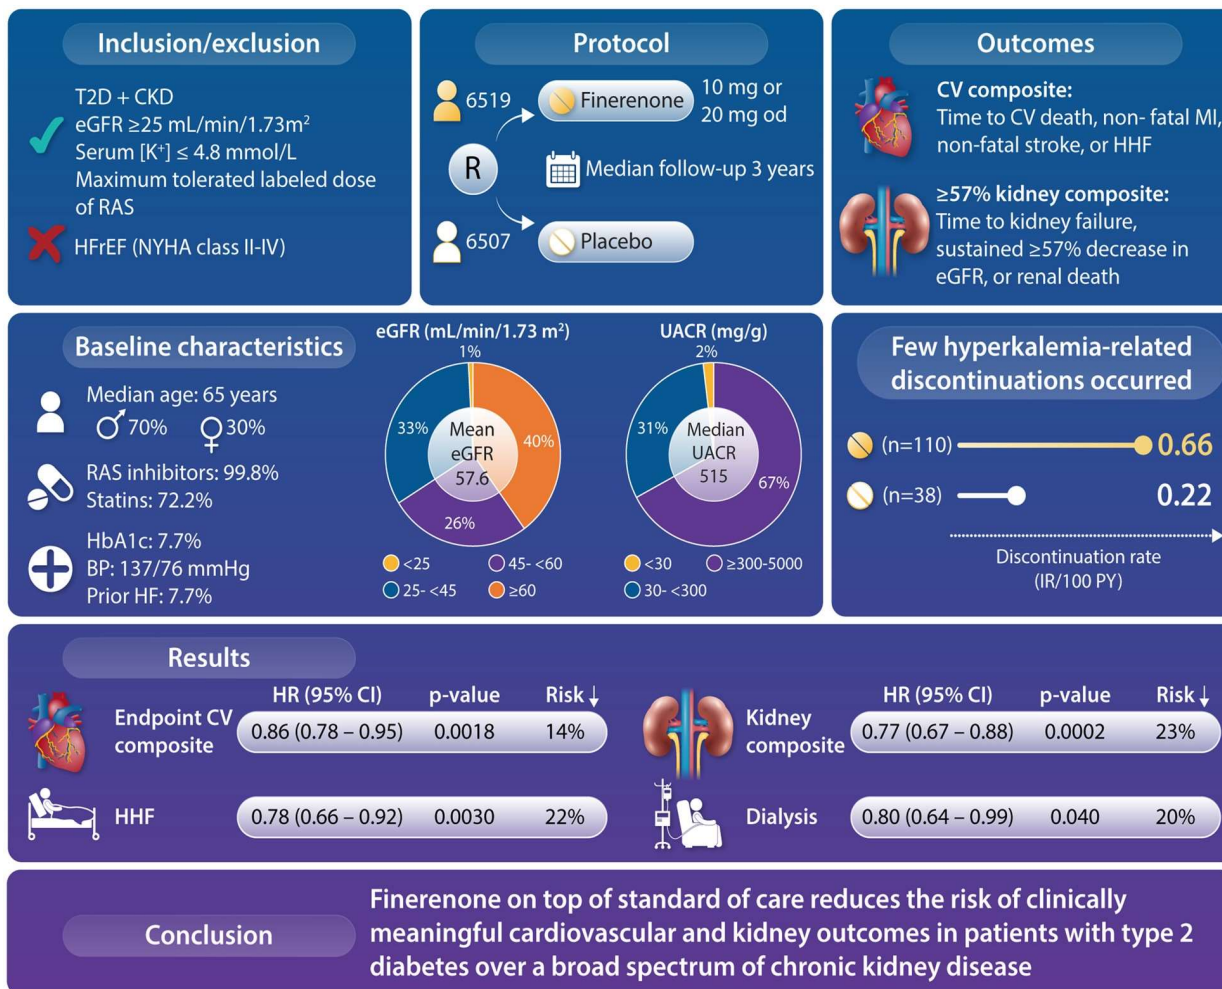 Inclusion/exclusion
T2D + CKD
eGFR ≥25 mL/min/1.73m²
Serum [K⁺] ≤ 4.8 mmol/L
Maximum tolerated labeled dose
of RAS
HFrEF (NYHA class II-IV)
Protocol
6519
Finerenone
10 mg or
20 mg od
R
Median follow-up 3 years
6507
Placebo
Outcomes
CV composite:
Time to CV death, non- fatal MI,
non-fatal stroke, or HHF
≥57% kidney composite:
Time to kidney failure,
sustained ≥57% decrease in
eGFR, or renal death
Baseline characteristics
Median age: 65 years
70% 30%
RAS inhibitors: 99.8%
Statins: 72.2%
HbA1c: 7.7%
BP: 137/76 mmHg
Prior HF: 7.7%
eGFR (mL/min/1.73 m²)
1%
33%
40%
26%
Mean
eGFR
57.6
<25
45- <60
25- <45
≥60
UACR (mg/g)
2%
31%
67%
Median
UACR
515
<30
≥300-5000
30- <300
Few hyperkalemia-related
discontinuations occurred
(n=110) 0.66
(n=38) 0.22
Discontinuation rate
(IR/100 PY)
Results
HR (95% CI) p-value Risk ↓
Endpoint CV
composite
0.86 (0.78 – 0.95) 0.0018 14%
HHF 0.78 (0.66 – 0.92) 0.0030 22%
HR (95% CI) p-value Risk ↓
Kidney
composite
0.77 (0.67 – 0.88) 0.0002 23%
Dialysis 0.80 (0.64 – 0.99) 0.040 20%
Conclusion
Finerenone on top of standard of care reduces the risk of clinically
meaningful cardiovascular and kidney outcomes in patients with type 2
diabetes over a broad spectrum of chronic kidney disease